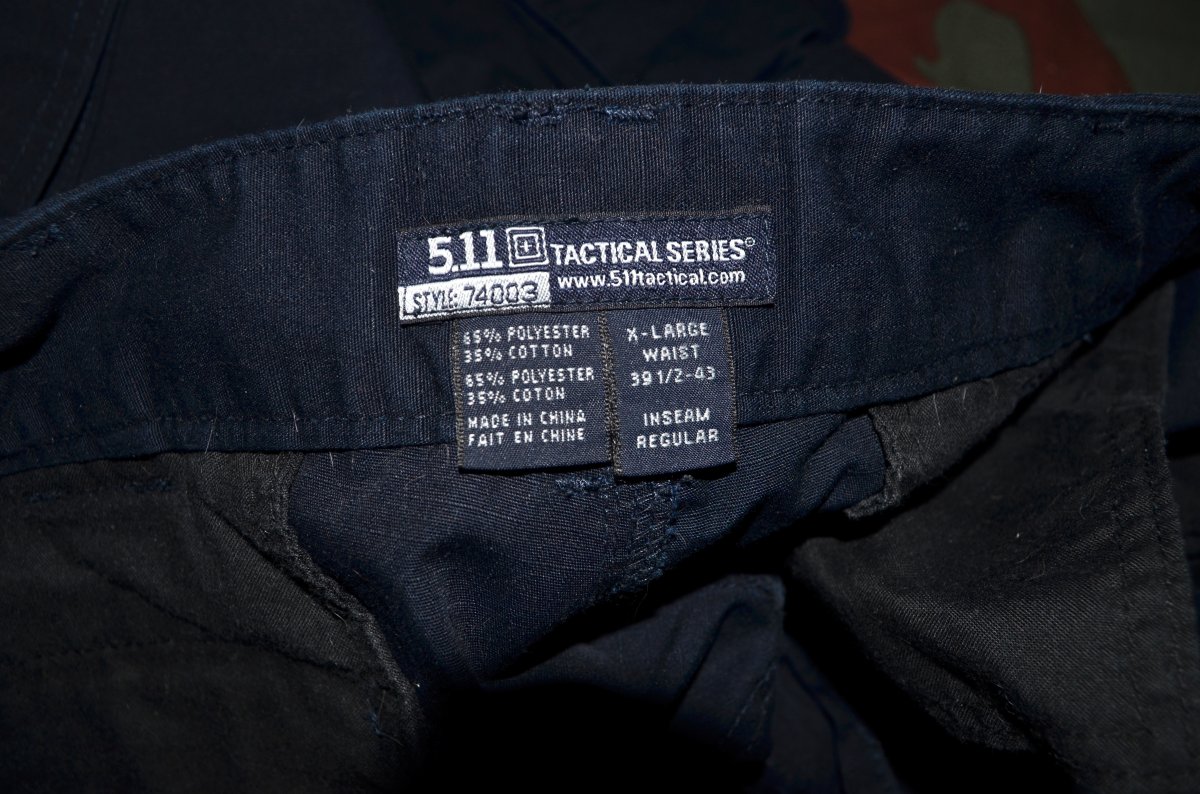 5.11 TACTICAL SERIES®
www.511tactical.com
STYLE: 74003
65% POLYESTER
35% COTTON
65% POLYESTER
35% COTON
MADE IN CHINA
FAIT EN CHINE
X-LARGE
WAIST
39 1/2-43
INSEAM
REGULAR